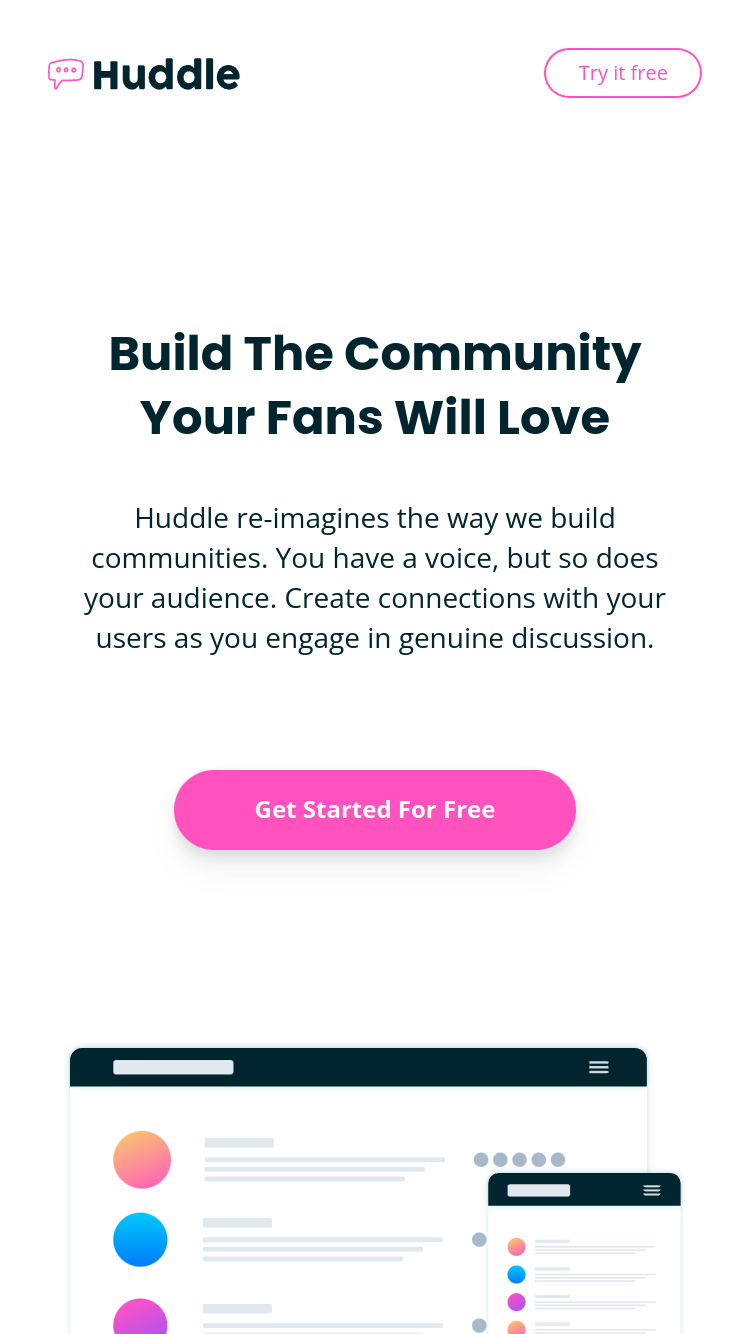 Huddle
Try it free
Build The Community
Your Fans Will Love
Huddle re-imagines the way we build
communities. You have a voice, but so does
your audience. Create connections with your
users as you engage in genuine discussion.
Get Started For Free